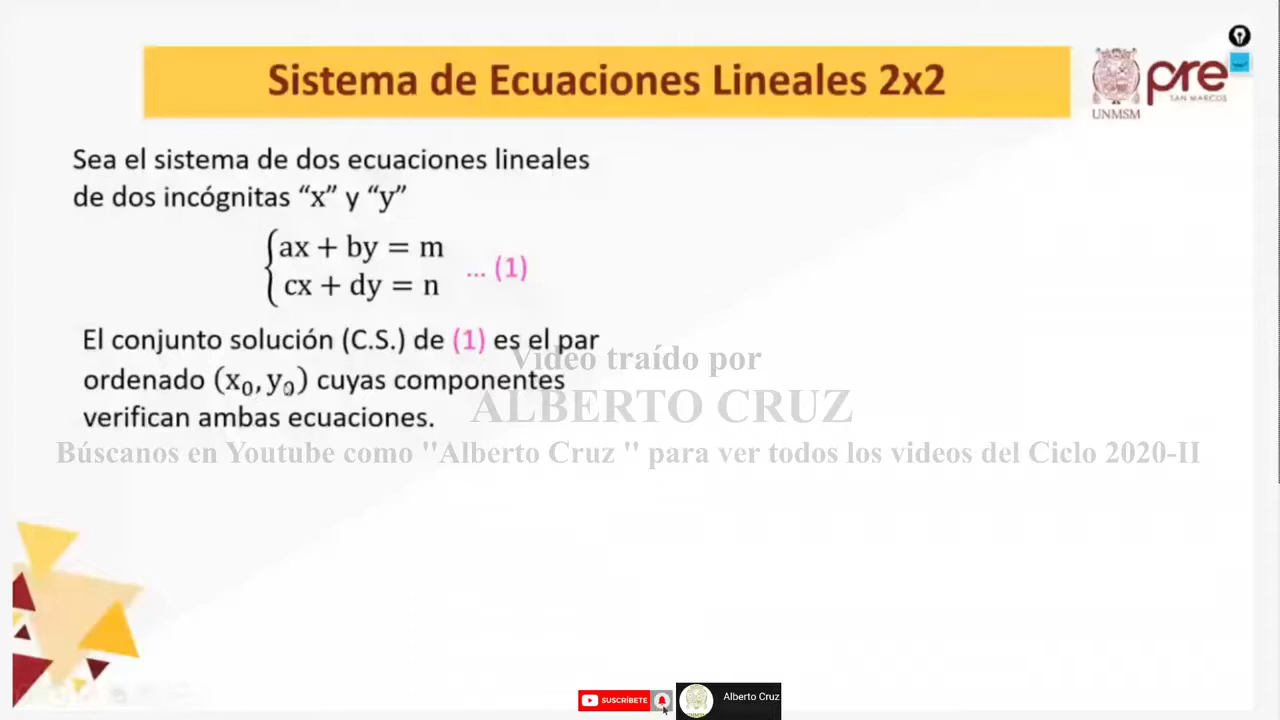 Sistema de Ecuaciones Lineales 2x2
UNMSM
pre
SAN MARCOS
Sea el sistema de dos ecuaciones lineales
de dos incógnitas “x” y “y”
ax + by = m
cx + dy = n
... (1)
El conjunto solución (C.S.) de (1) es el par
ordenado (x₀, y₀) cuyas componentes
verifican ambas ecuaciones.
Video traído por
ALBERTO CRUZ
Búscanos en Youtube como "Alberto Cruz " para ver todos los videos del Ciclo 2020-II
SUSCRÍBETE
UNMSM
Alberto Cruz